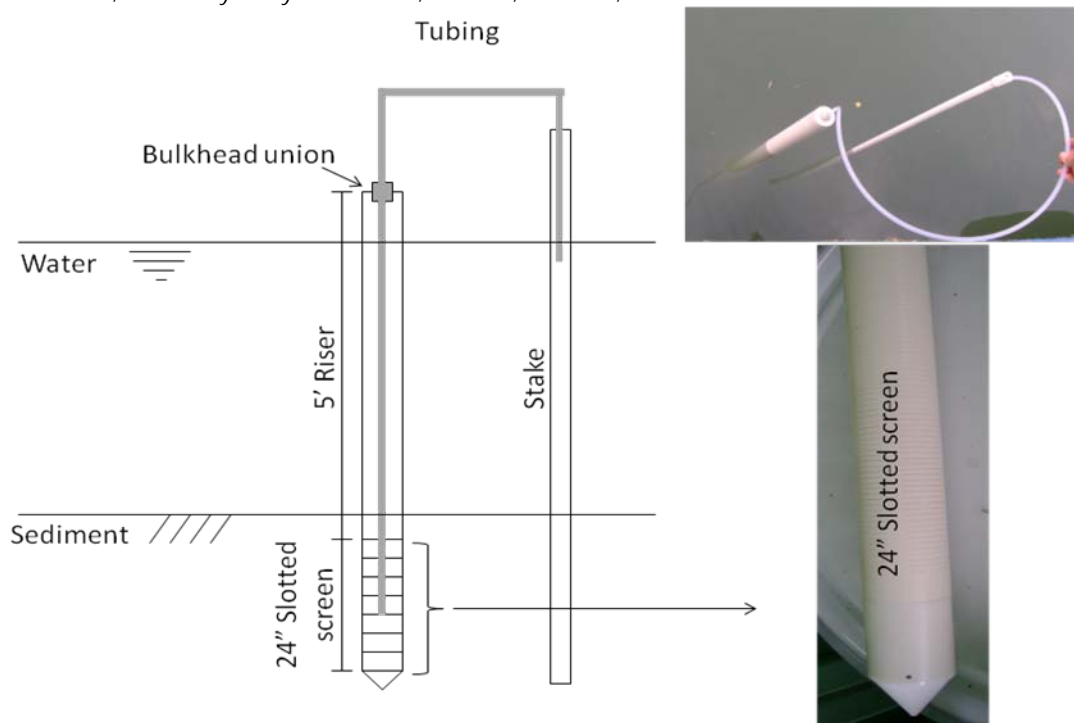 Tubing
Bulkhead union
Water
5’ Riser
Stake
Sediment
24” Slotted
screen
24” Slotted screen